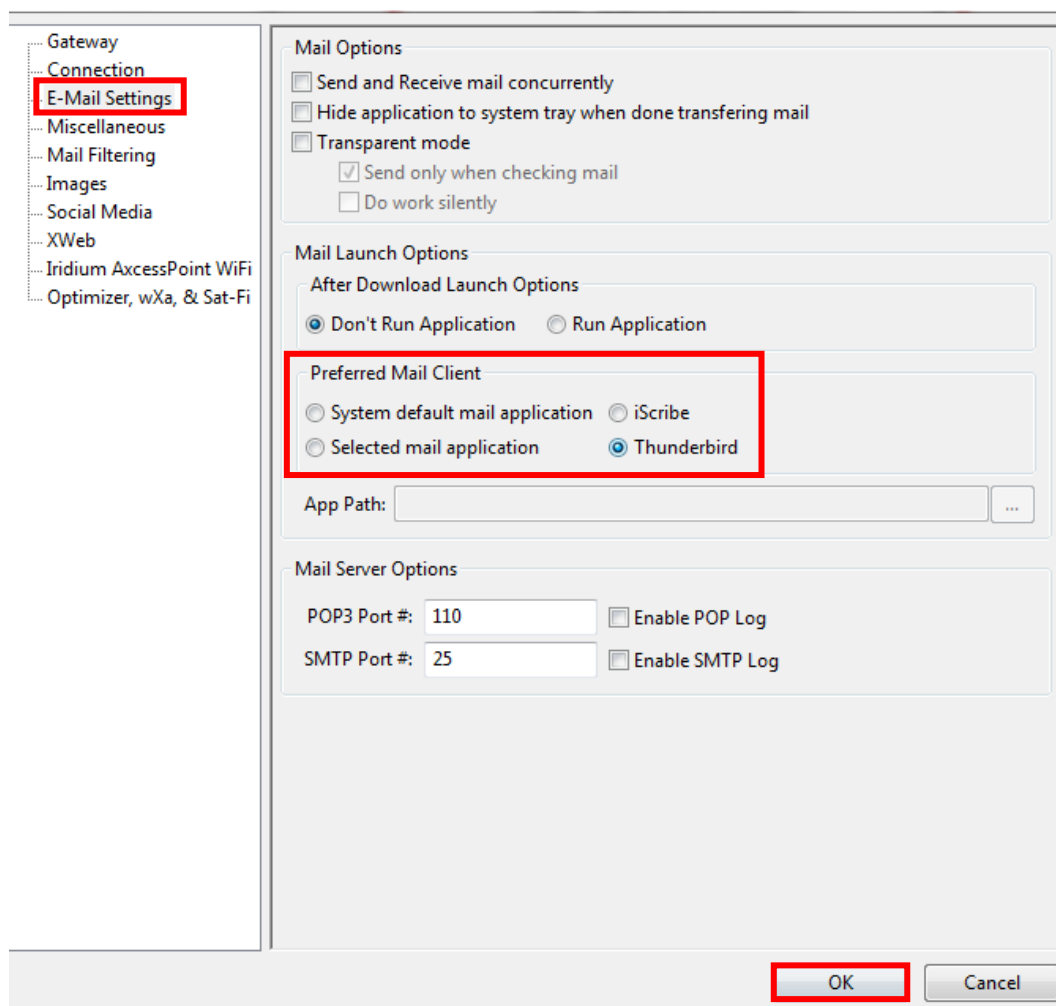 Gateway
Connection
E-Mail Settings
Miscellaneous
Mail Filtering
Images
Social Media
XWeb
Iridium AxcessPoint WiFi
Optimizer, wXa, & Sat-Fi
Mail Options
Send and Receive mail concurrently
Hide application to system tray when done transfering mail
Transparent mode
Send only when checking mail
Do work silently
Mail Launch Options
After Download Launch Options
Don't Run Application Run Application
Preferred Mail Client
System default mail application iScribe
Selected mail application Thunderbird
App Path: ...
Mail Server Options
POP3 Port #: 110 Enable POP Log
SMTP Port #: 25 Enable SMTP Log
OK Cancel